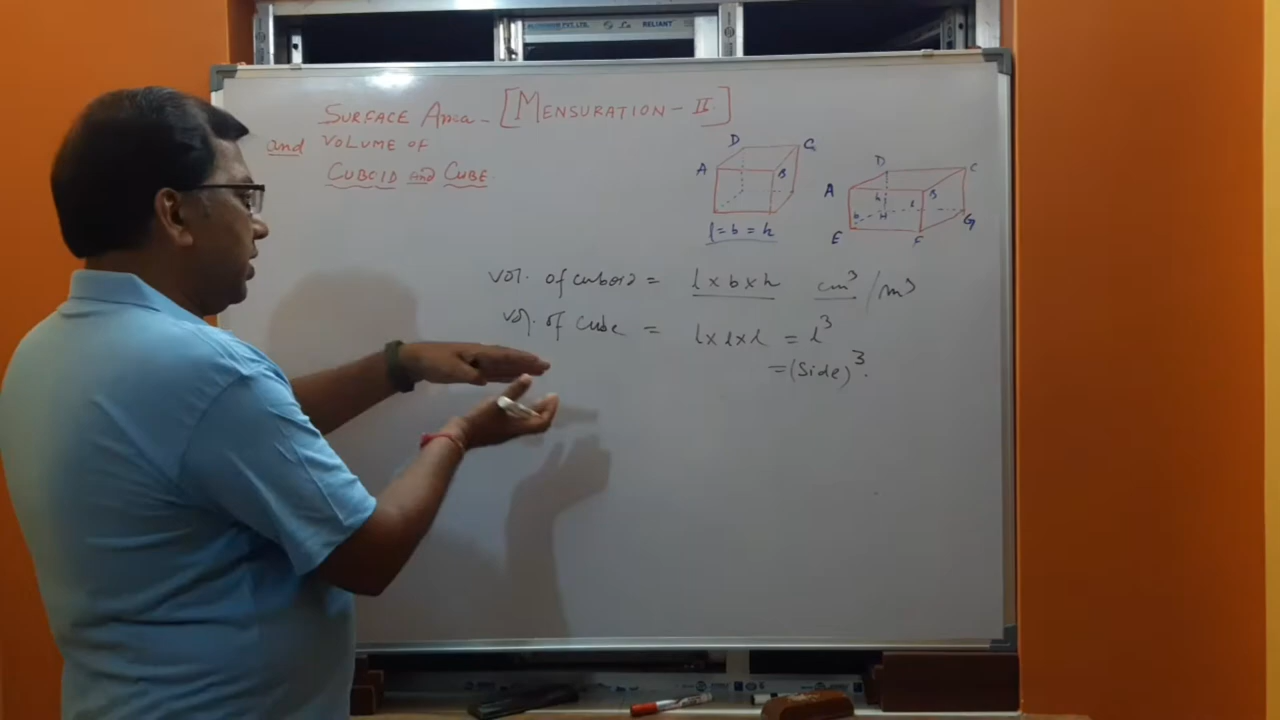 RELIANT
SURFACE Area - [MENSURATION - II]
and VOLUME OF
CUBOID and CUBE
D C
A B
l = b = h
D C
A B
h
b H l
E F G
Vol. of cuboid = l x b x h cm³ / m³
Vol. of cube = l x l x l = l³
= (Side)³.